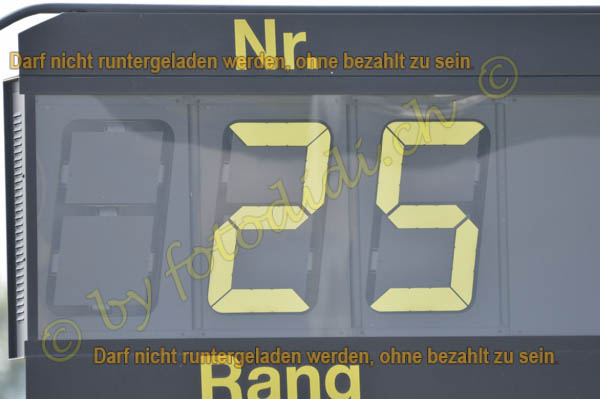 Nr.
Darf nicht runtergeladen werden, ohne bezahlt zu sein
©
25
© by fotodidi.ch
Darf nicht runtergeladen werden, ohne bezahlt zu sein
Rang